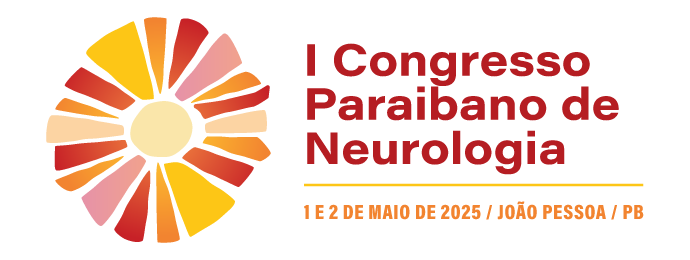 I Congresso
Paraibano de
Neurologia
1 E 2 DE MAIO DE 2025 / JOÃO PESSOA / PB